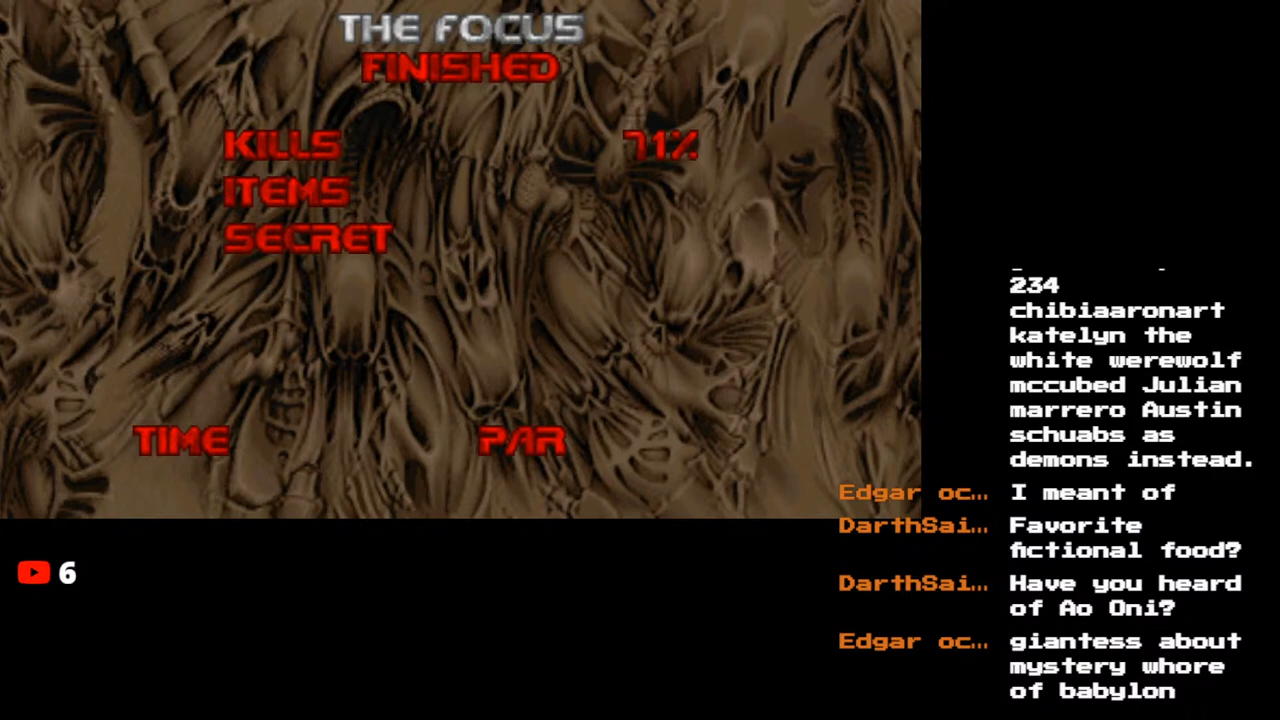 THE FOCUS
FINISHED
KILLS 71%
ITEMS
SECRET
TIME PAR
6
234
chibiaaronart
katelyn the
white werewolf
mccubed Julian
marrero Austin
schuabs as
demons instead.
Edgar oc… I meant of
DarthSai… Favorite
fictional food?
DarthSai… Have you heard
of Ao Oni?
Edgar oc… giantess about
mystery whore
of babylon